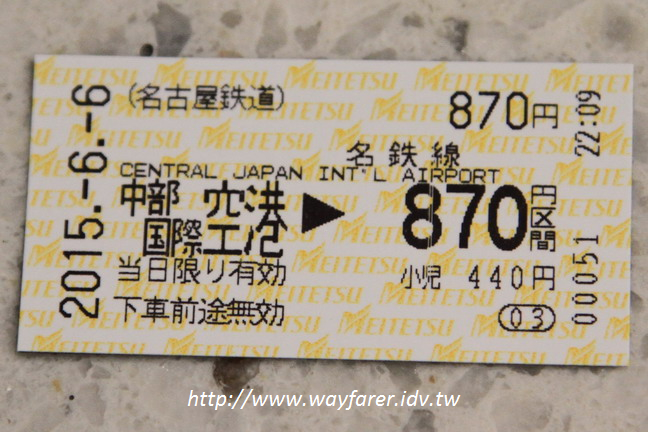 MEITETSU
2015.-6.-6
(名古屋鉄道) 870円
名鉄線
CENTRAL JAPAN INT'L AIRPORT
中部国際空港 ▶ 870円区間
当日限り有効 小児 440円
下車前途無効 (03)
00051 22:09
http://www.wayfarer.idv.tw